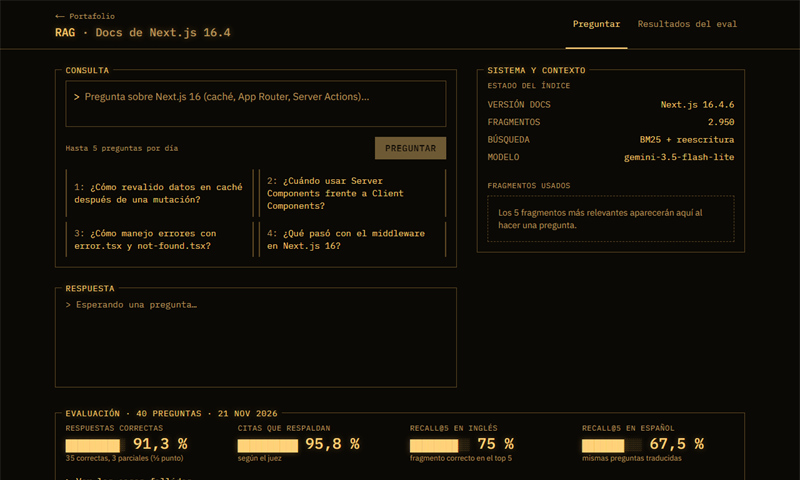 ← Portafolio
RAG · Docs de Next.js 16.4
Preguntar
Resultados del eval
CONSULTA
> Pregunta sobre Next.js 16 (caché, App Router, Server Actions)…
Hasta 5 preguntas por día
PREGUNTAR
1: ¿Cómo revalido datos en caché
después de una mutación?
2: ¿Cuándo usar Server
Components frente a Client
Components?
3: ¿Cómo manejo errores con
error.tsx y not-found.tsx?
4: ¿Qué pasó con el middleware
en Next.js 16?
SISTEMA Y CONTEXTO
ESTADO DEL ÍNDICE
VERSIÓN DOCS Next.js 16.4.6
FRAGMENTOS 2.950
BÚSQUEDA BM25 + reescritura
MODELO gemini-3.5-flash-lite
FRAGMENTOS USADOS
Los 5 fragmentos más relevantes aparecerán aquí al
hacer una pregunta.
RESPUESTA
> Esperando una pregunta…
EVALUACIÓN · 40 PREGUNTAS · 21 NOV 2026
RESPUESTAS CORRECTAS
91,3 %
35 correctas, 3 parciales (½ punto)
CITAS QUE RESPALDAN
95,8 %
según el juez
RECALL@5 EN INGLÉS
75 %
fragmento correcto en el top 5
RECALL@5 EN ESPAÑOL
67,5 %
mismas preguntas traducidas